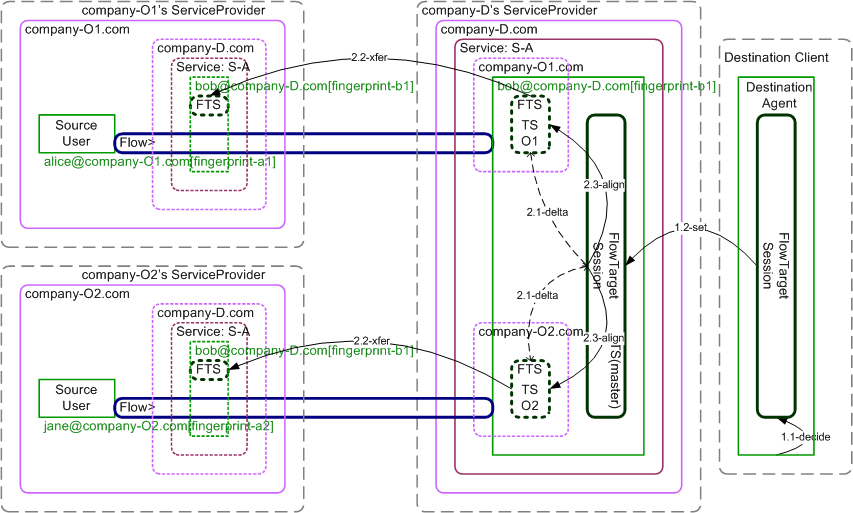 company-O1's ServiceProvider
company-O1.com
company-D.com
Service: S-A
bob@company-D.com[fingerprint-b1]
FTS
Source
User
Flow>
alice@company-O1.com[fingerprint-a1]
2.2-xfer
company-O2's ServiceProvider
company-O2.com
company-D.com
Service: S-A
bob@company-D.com[fingerprint-b1]
FTS
Source
User
Flow>
jane@company-O2.com[fingerprint-a2]
2.2-xfer
company-D's ServiceProvider
company-D.com
Service: S-A
company-O1.com
bob@company-D.com[fingerprint-b1]
FTS
TS
O1
2.3-align
2.1-delta
FlowTarget
Session
1.2-set
2.1-delta
company-O2.com
2.3-align
FTS
TS
O2
TS(master)
Destination Client
Destination
Agent
FlowTarget
Session
1.1-decide